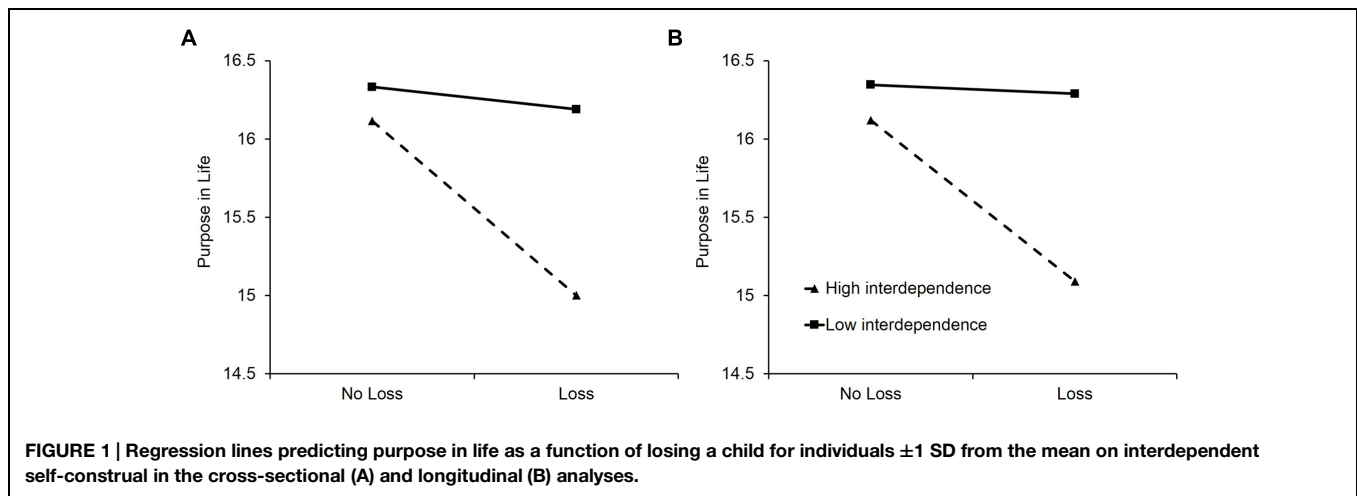 A
16.5
16
15.5
15
14.5
Purpose in Life
No Loss
Loss
B
16.5
16
15.5
15
14.5
Purpose in Life
High interdependence
Low interdependence
No Loss
Loss
FIGURE 1 | Regression lines predicting purpose in life as a function of losing a child for individuals ±1 SD from the mean on interdependent
self-construal in the cross-sectional (A) and longitudinal (B) analyses.